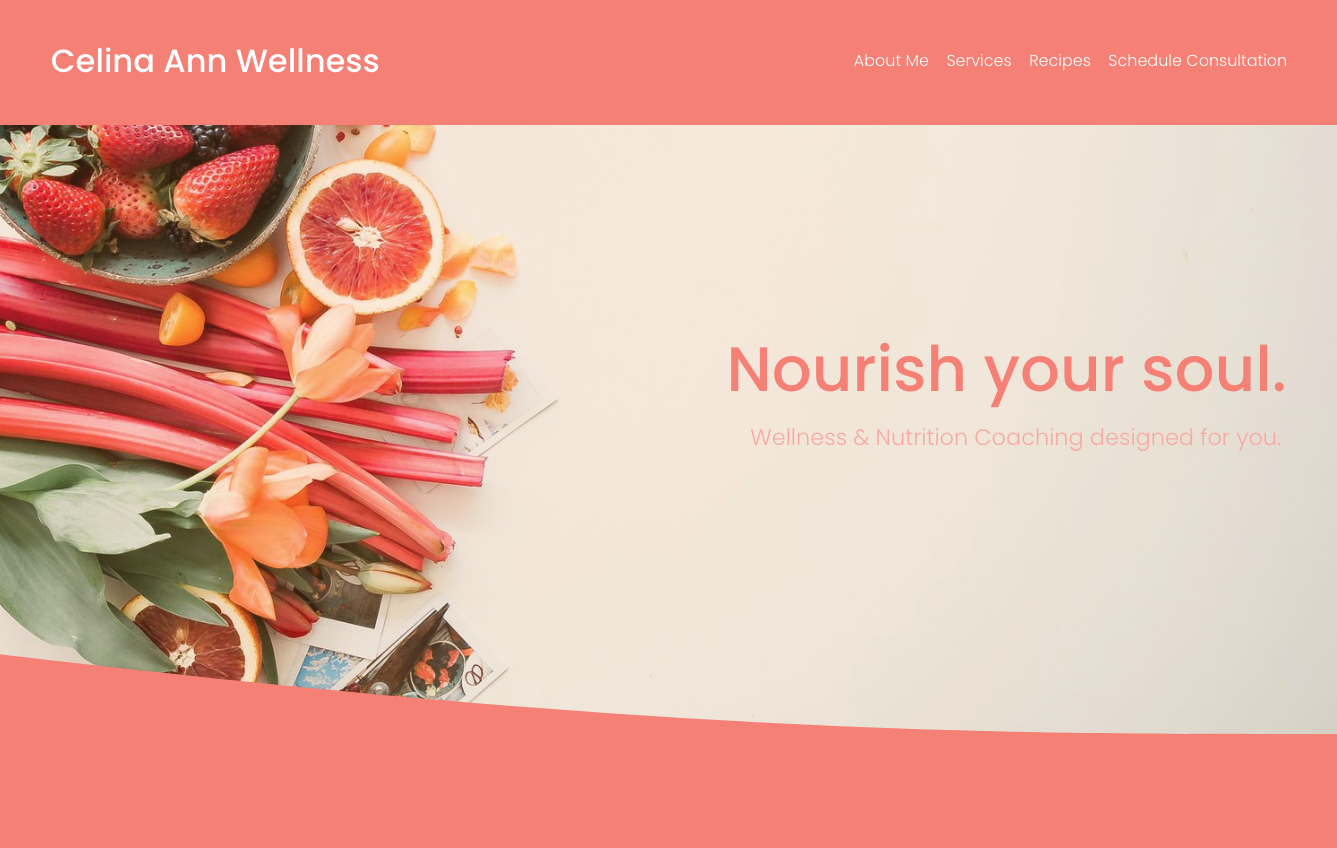 Celina Ann Wellness
About Me Services Recipes Schedule Consultation
Nourish your soul.
Wellness & Nutrition Coaching designed for you.